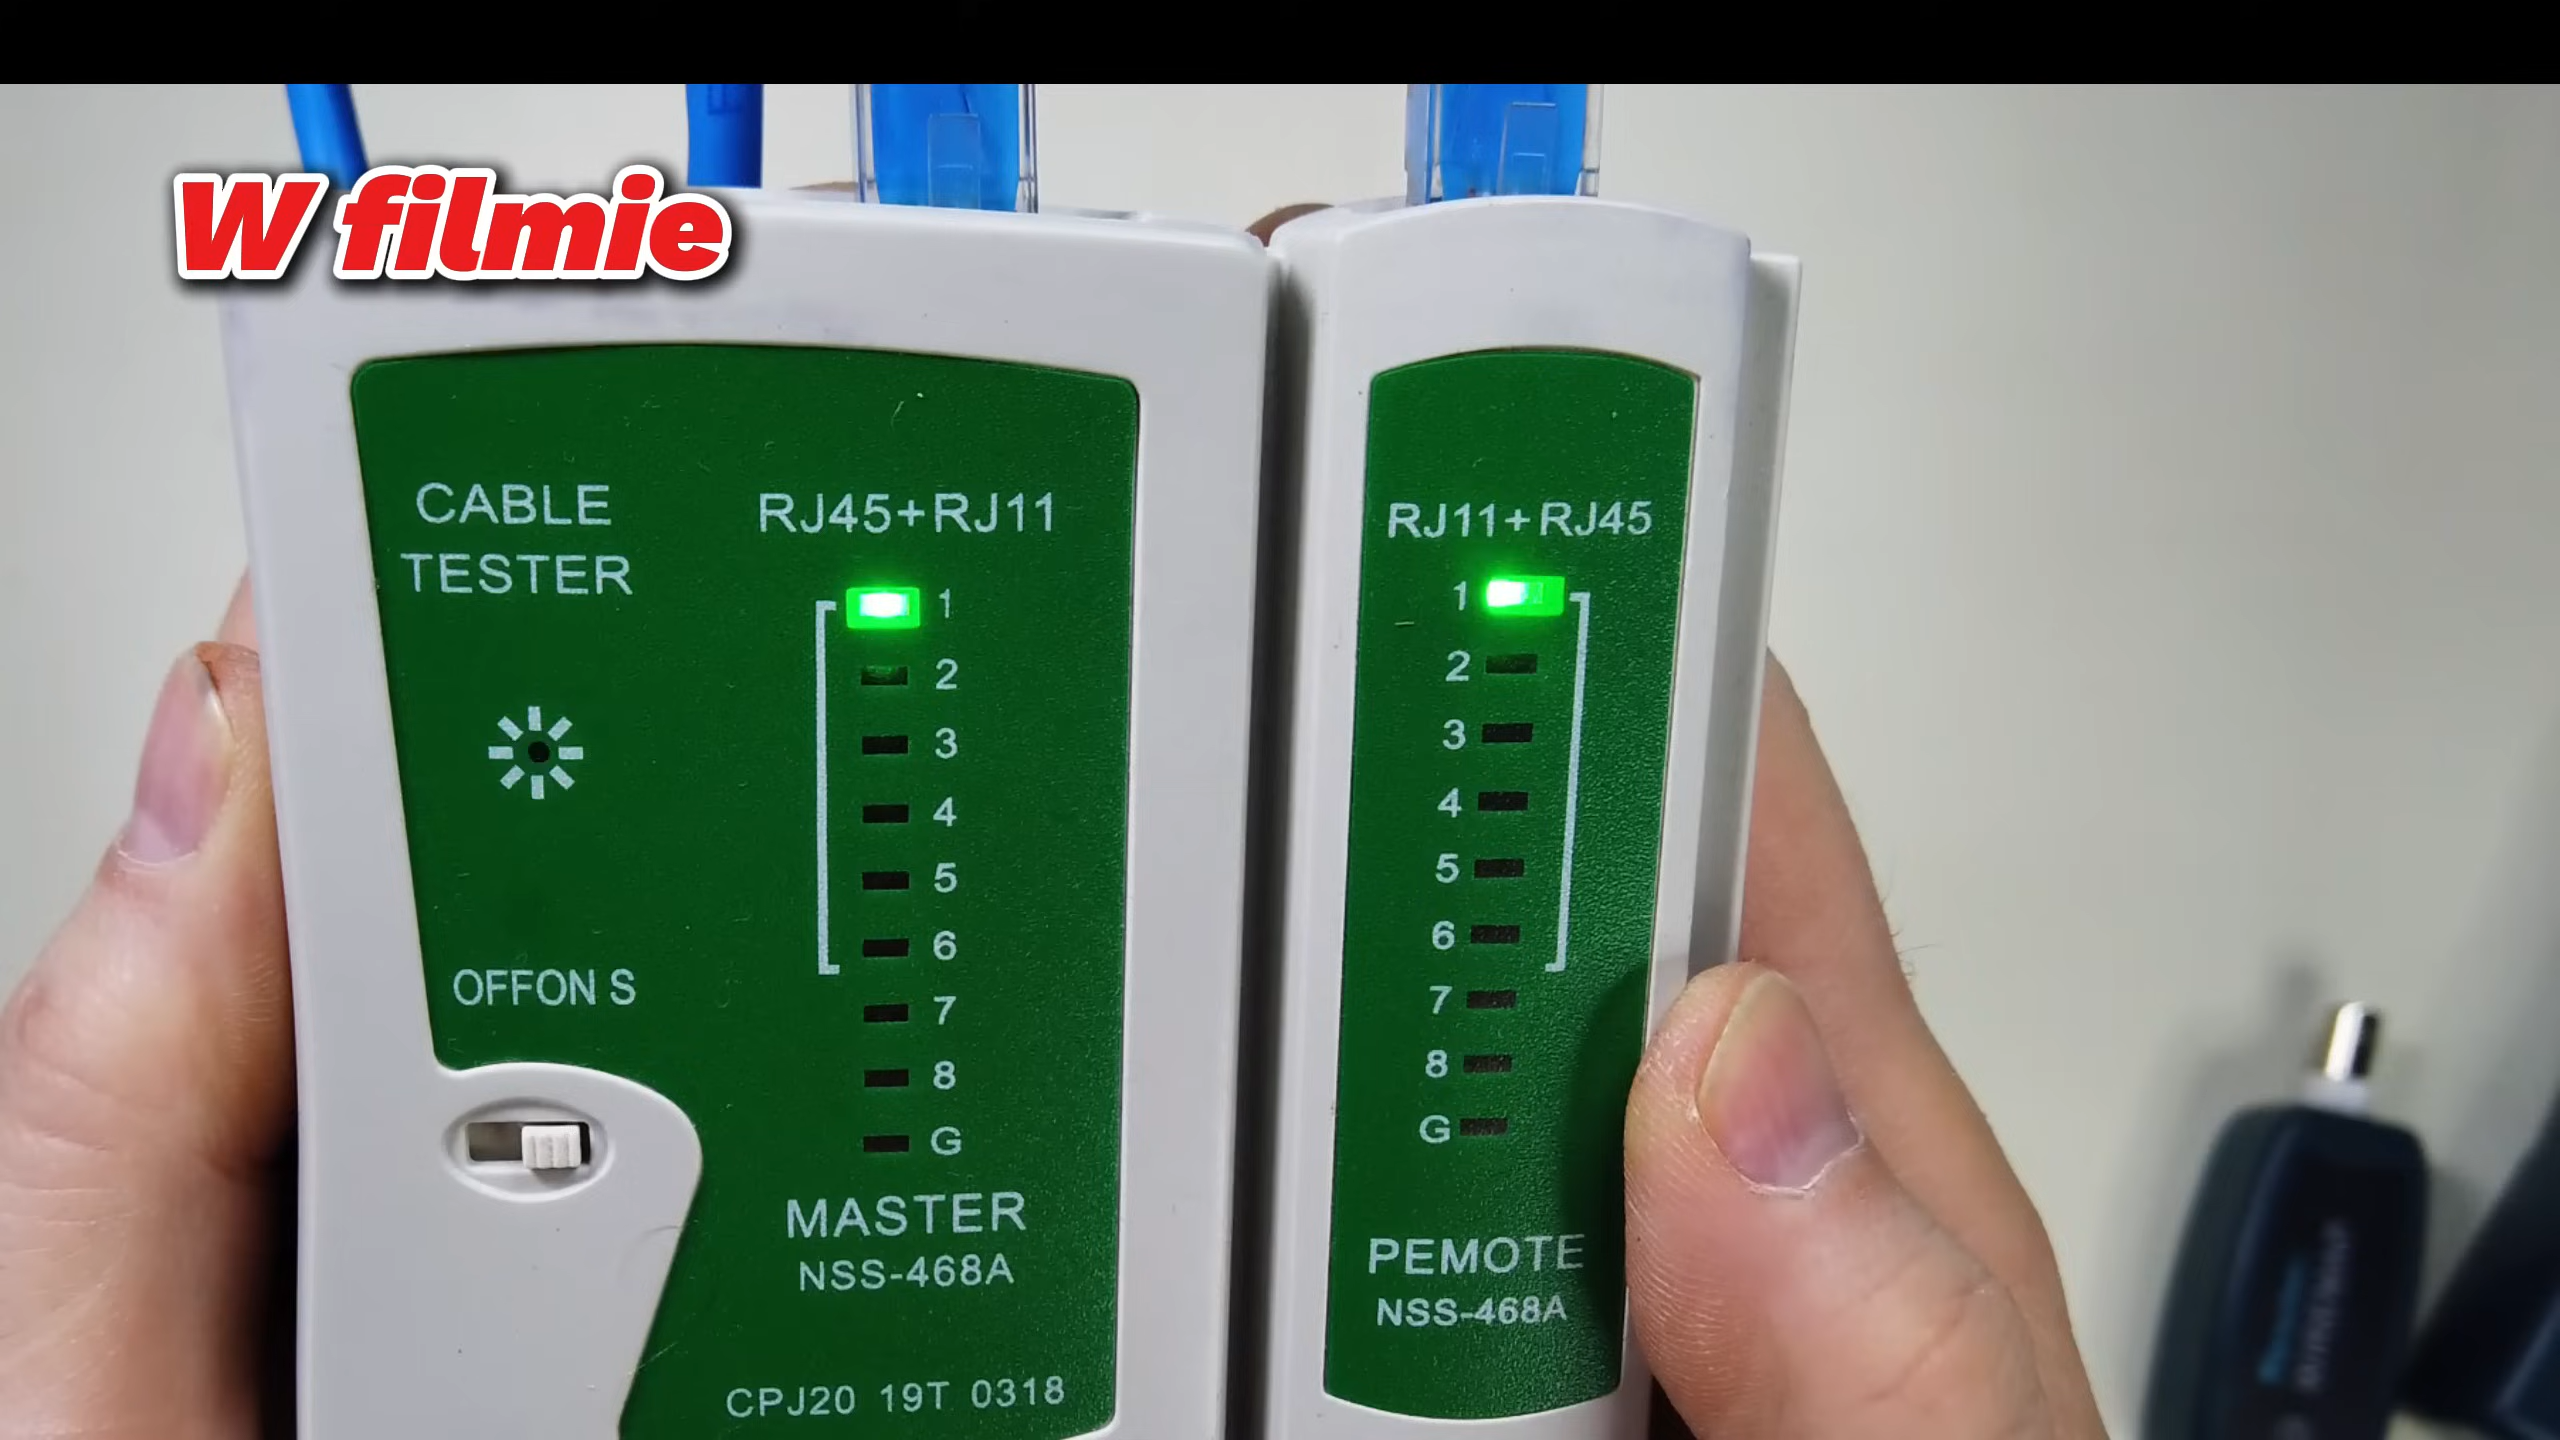 W filmie
CABLE
TESTER
RJ45+RJ11
1
2
3
4
5
6
7
8
G
OFFON S
MASTER
NSS-468A
CPJ20 19T 0318
RJ11+RJ45
1
2
3
4
5
6
7
8
G
PEMOTE
NSS-468A